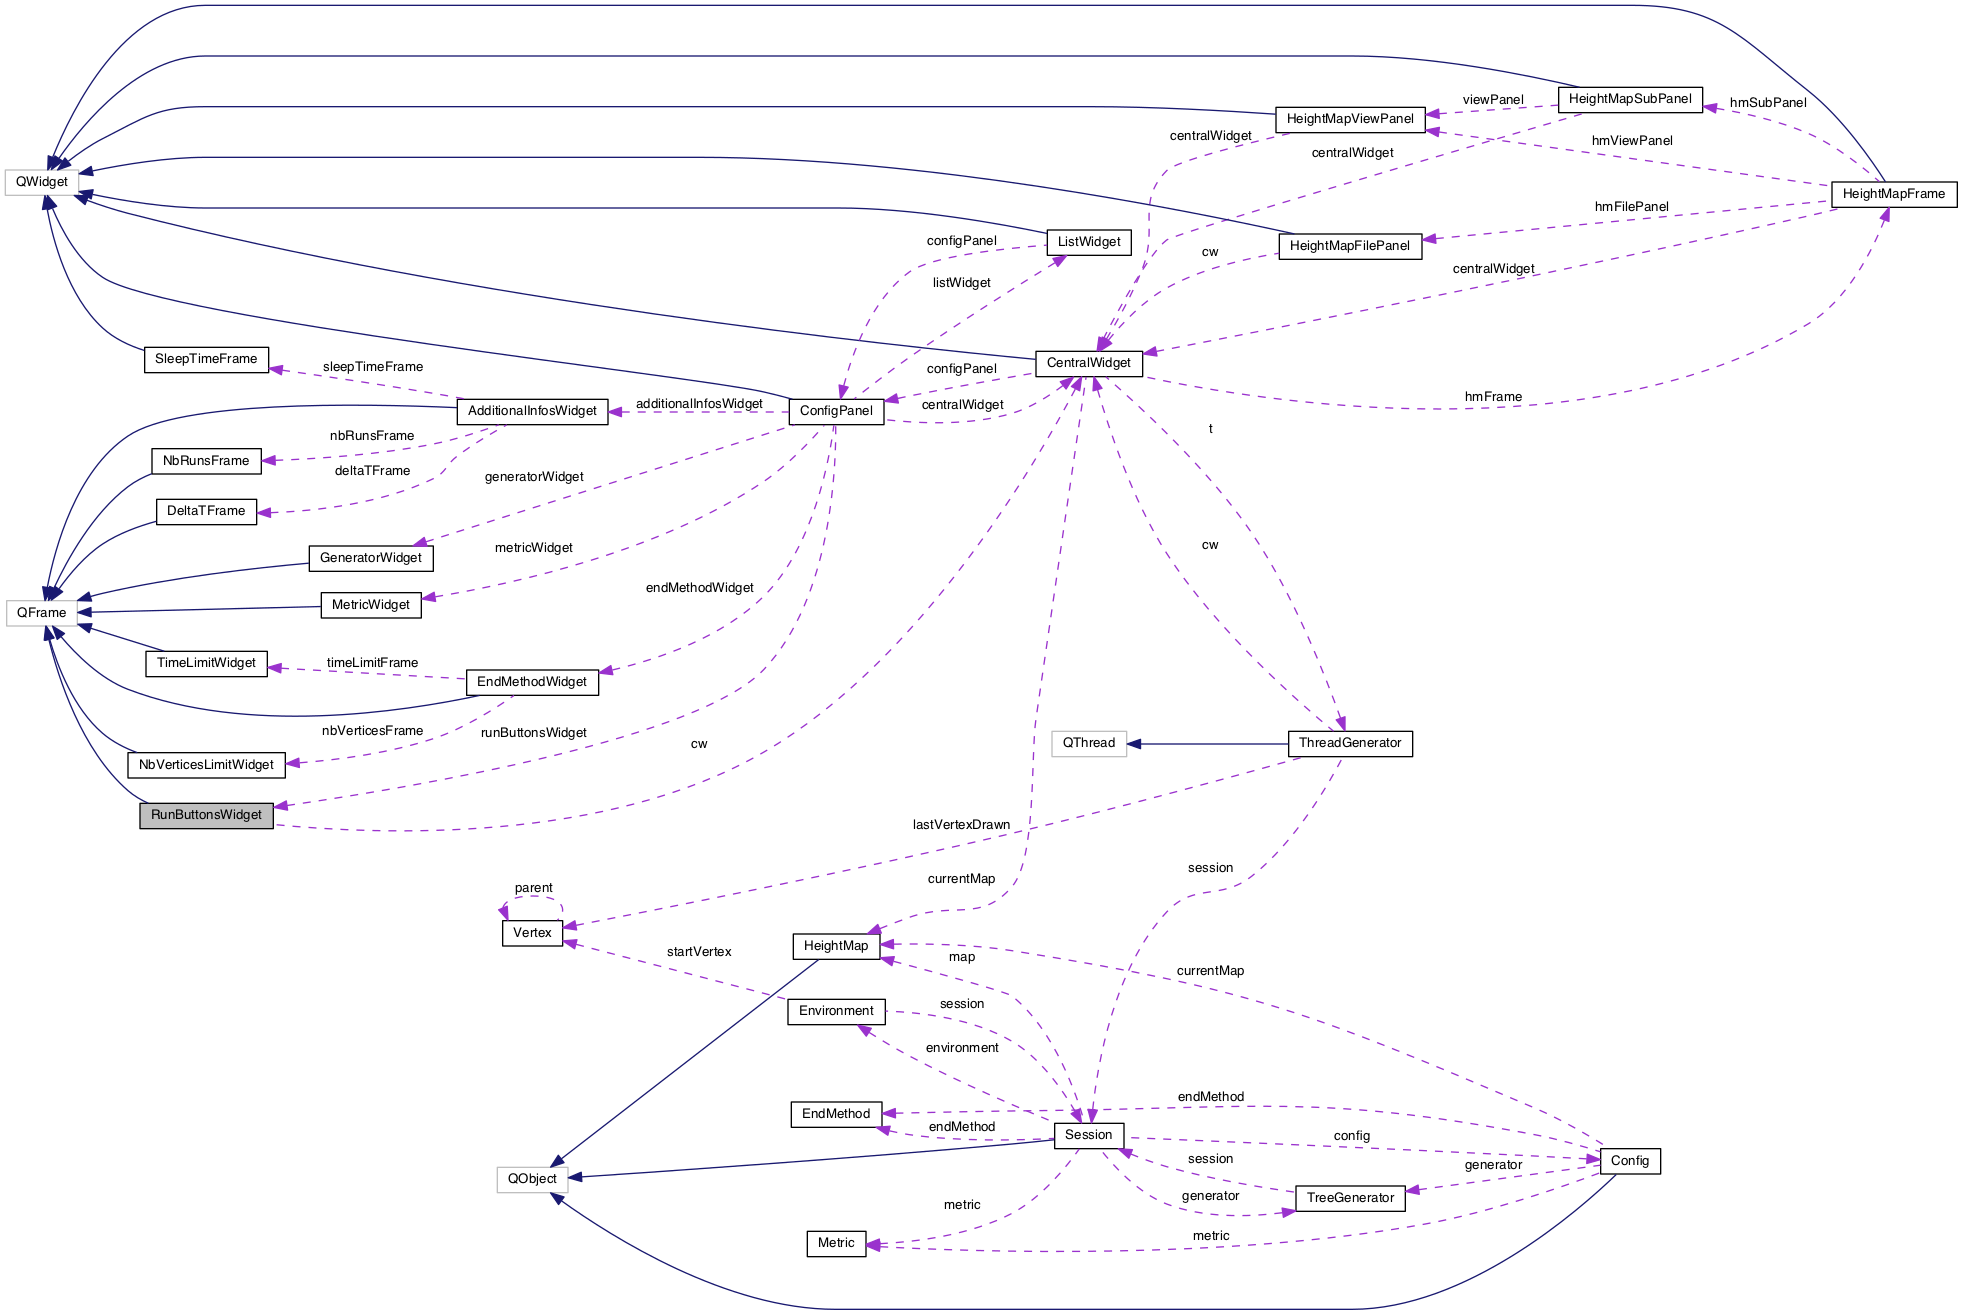 HeightMapSubPanel
viewPanel
hmSubPanel
HeightMapViewPanel
centralWidget
hmViewPanel
centralWidget
QWidget
HeightMapFrame
hmFilePanel
configPanel
ListWidget
HeightMapFilePanel
cw
centralWidget
listWidget
SleepTimeFrame
CentralWidget
sleepTimeFrame
configPanel
hmFrame
additionalInfosWidget
centralWidget
AdditionalInfosWidget
ConfigPanel
t
nbRunsFrame
NbRunsFrame
deltaTFrame
generatorWidget
DeltaTFrame
metricWidget
cw
GeneratorWidget
endMethodWidget
MetricWidget
QFrame
timeLimitFrame
TimeLimitWidget
EndMethodWidget
nbVerticesFrame
runButtonsWidget
cw
QThread
ThreadGenerator
NbVerticesLimitWidget
RunButtonsWidget
lastVertexDrawn
session
currentMap
parent
Vertex
HeightMap
startVertex
map
currentMap
session
Environment
environment
endMethod
EndMethod
endMethod
Session
config
session
generator
Config
QObject
generator
TreeGenerator
metric
metric
Metric